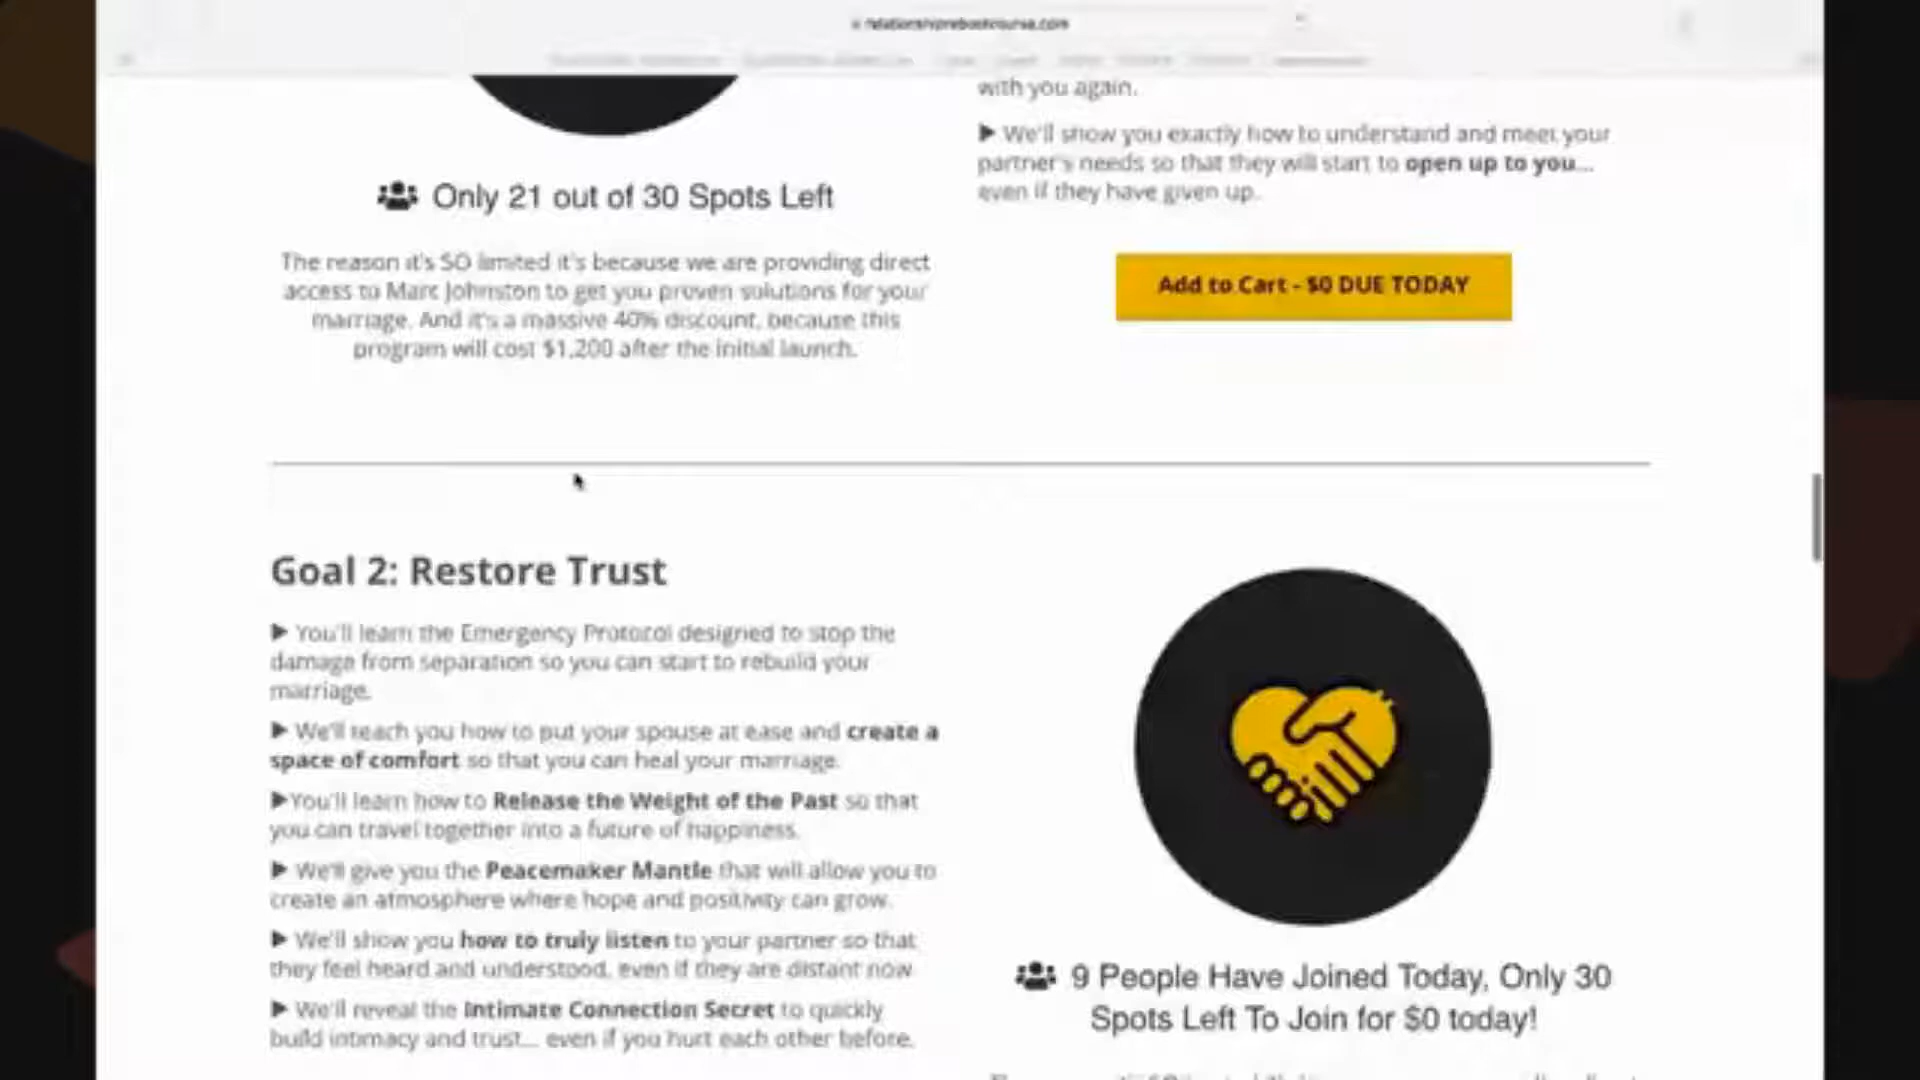 relationshiprebootcourse.com
with you again.
▶ We'll show you exactly how to understand and meet your
partner's needs so that they will start to open up to you...
even if they have given up.
Only 21 out of 30 Spots Left
The reason it's SO limited it's because we are providing direct
access to Marc Johnston to get you proven solutions for your
marriage. And it's a massive 40% discount, because this
program will cost $1,200 after the initial launch.
Add to Cart - $0 DUE TODAY
Goal 2: Restore Trust
▶ You'll learn the Emergency Protocol designed to stop the
damage from separation so you can start to rebuild your
marriage.
▶ We'll teach you how to put your spouse at ease and create a
space of comfort so that you can heal your marriage.
▶You'll learn how to Release the Weight of the Past so that
you can travel together into a future of happiness.
▶ We'll give you the Peacemaker Mantle that will allow you to
create an atmosphere where hope and positivity can grow.
▶ We'll show you how to truly listen to your partner so that
they feel heard and understood, even if they are distant now
▶ We'll reveal the Intimate Connection Secret to quickly
build intimacy and trust... even if you hurt each other before.
9 People Have Joined Today, Only 30
Spots Left To Join for $0 today!